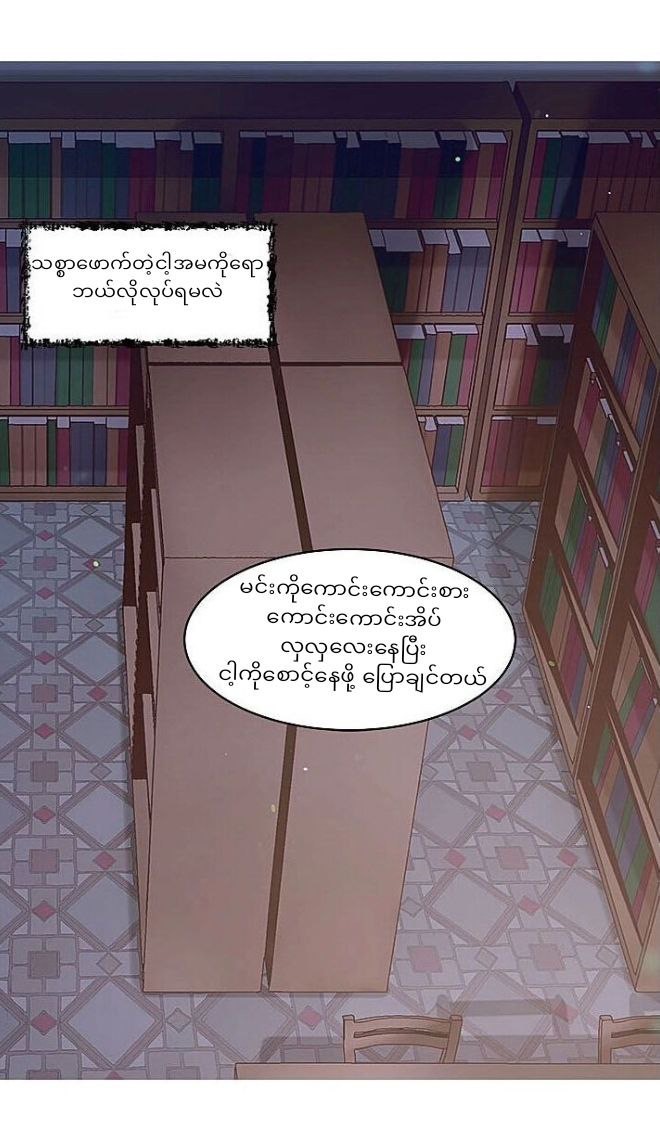 သစ္စာဖောက်တဲ့ငါ့အမကိုရော
ဘယ်လိုလုပ်ရမလဲ
မင်းကိုကောင်းကောင်းစား
ကောင်းကောင်းအိပ်
လှလှလေးနေပြီး
ငါ့ကိုစောင့်နေဖို့ ပြောချင်တယ်